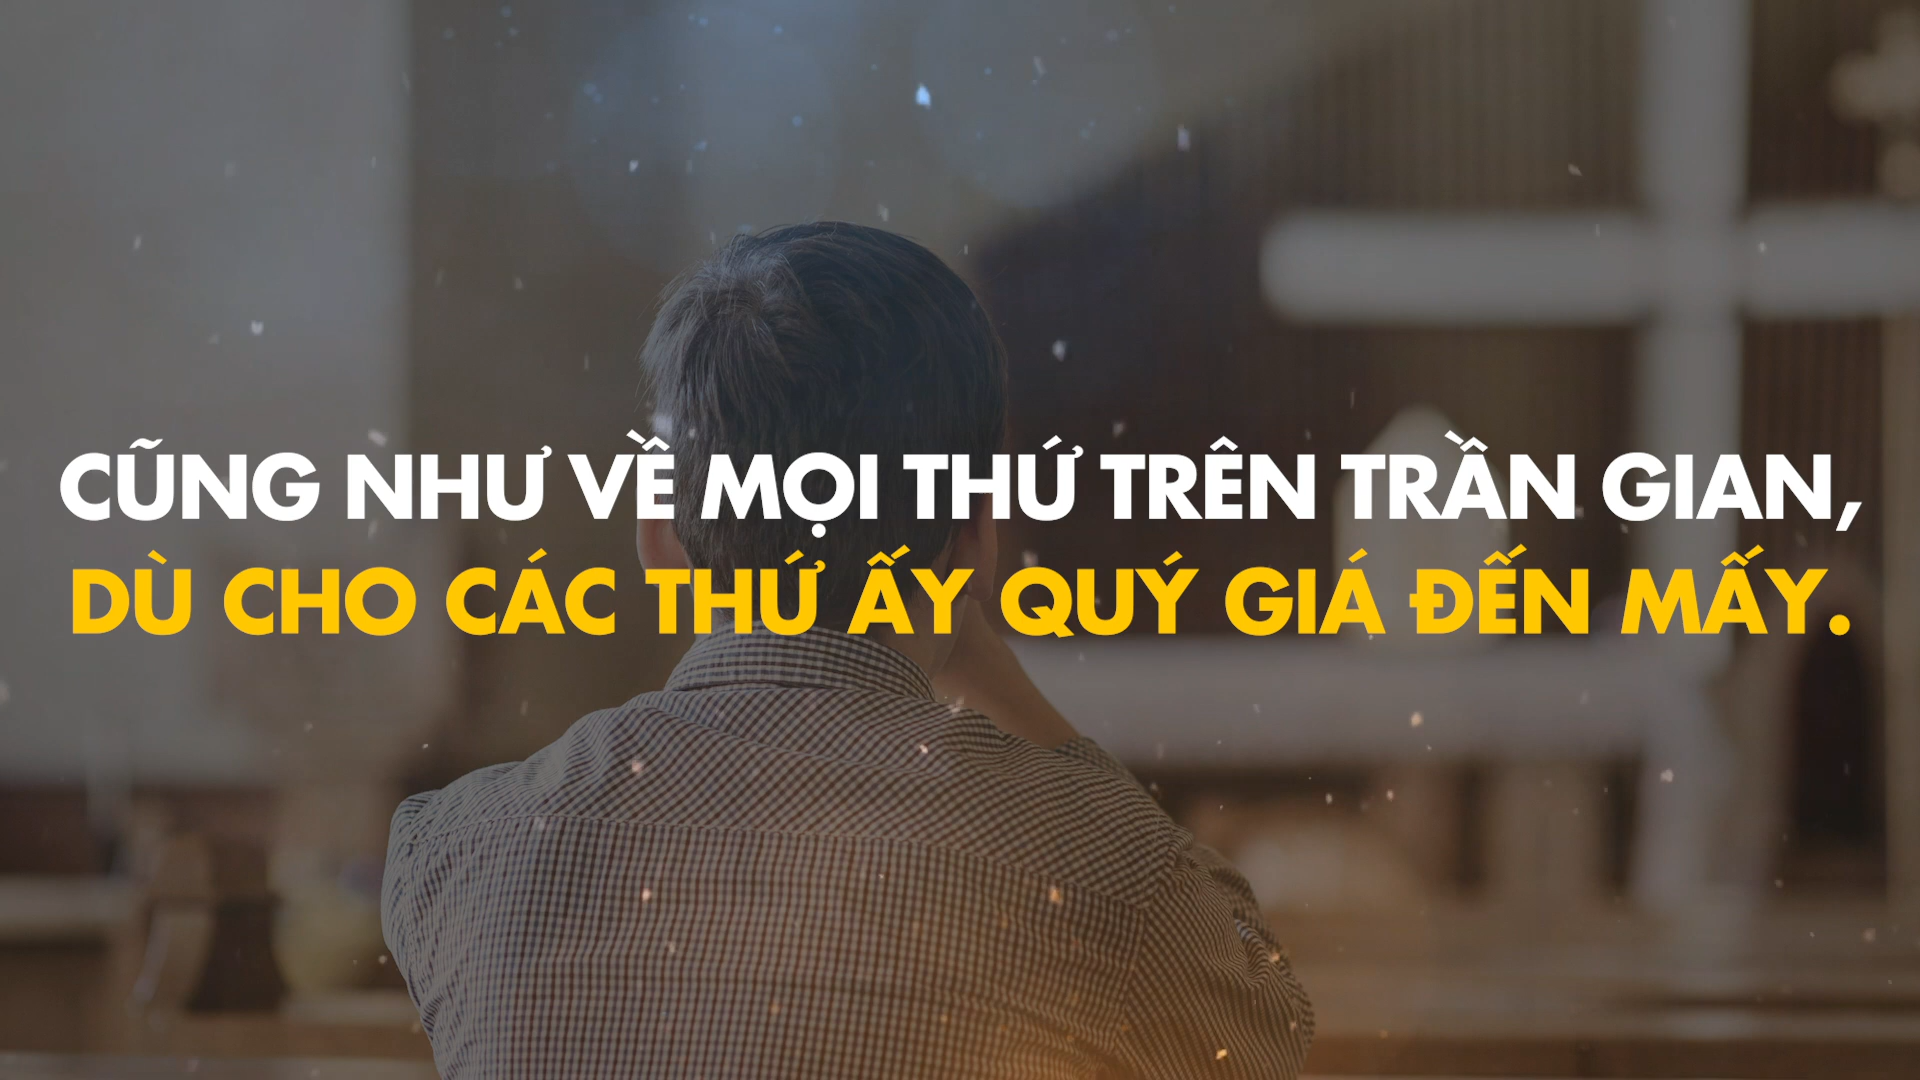 CŨNG NHƯ VỀ MỌI THỨ TRÊN TRẦN GIAN,
DÙ CHO CÁC THỨ ẤY QUÝ GIÁ ĐẾN MẤY.